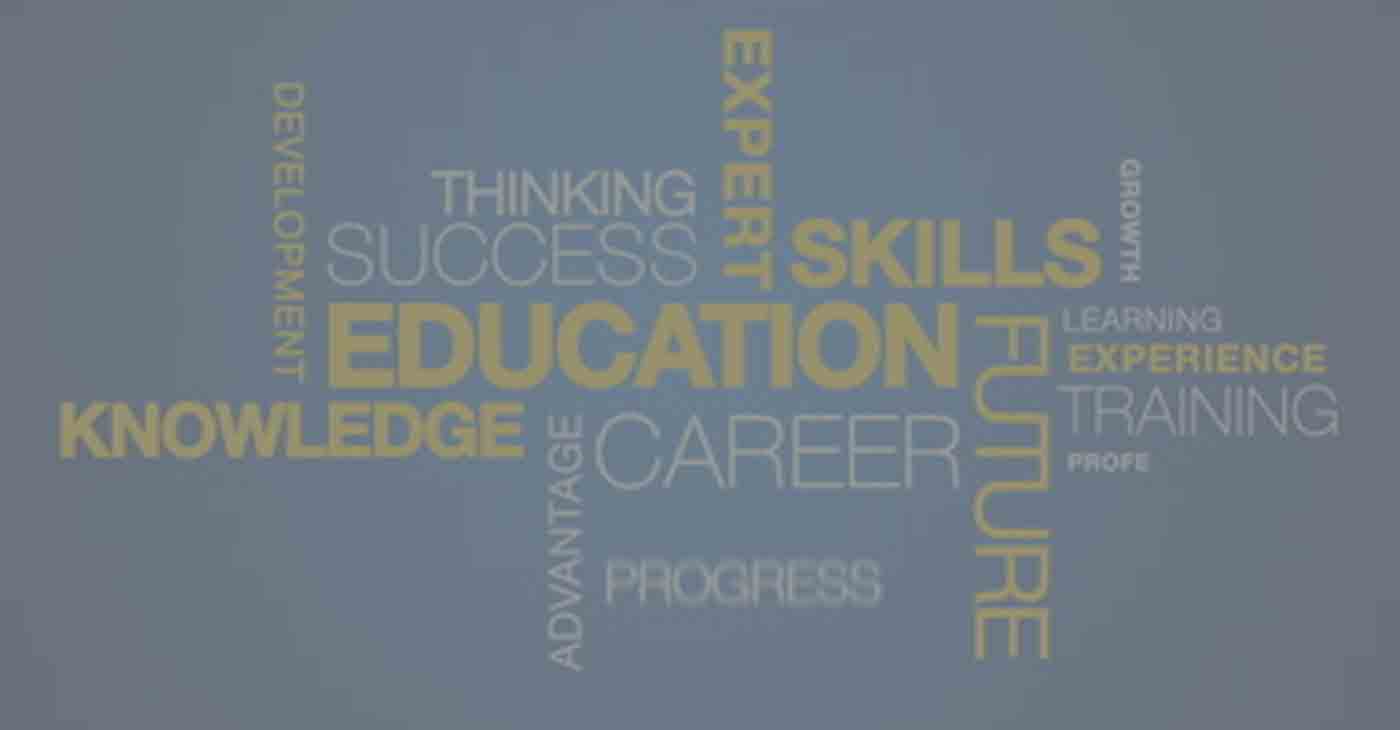 EXPERT
DEVELOPMENT
THINKING
GROWTH
SUCCESS
SKILLS
EDUCATION
LEARNING
FUTURE
EXPERIENCE
TRAINING
KNOWLEDGE
CAREER
ADVANTAGE
PROFE
PROGRESS